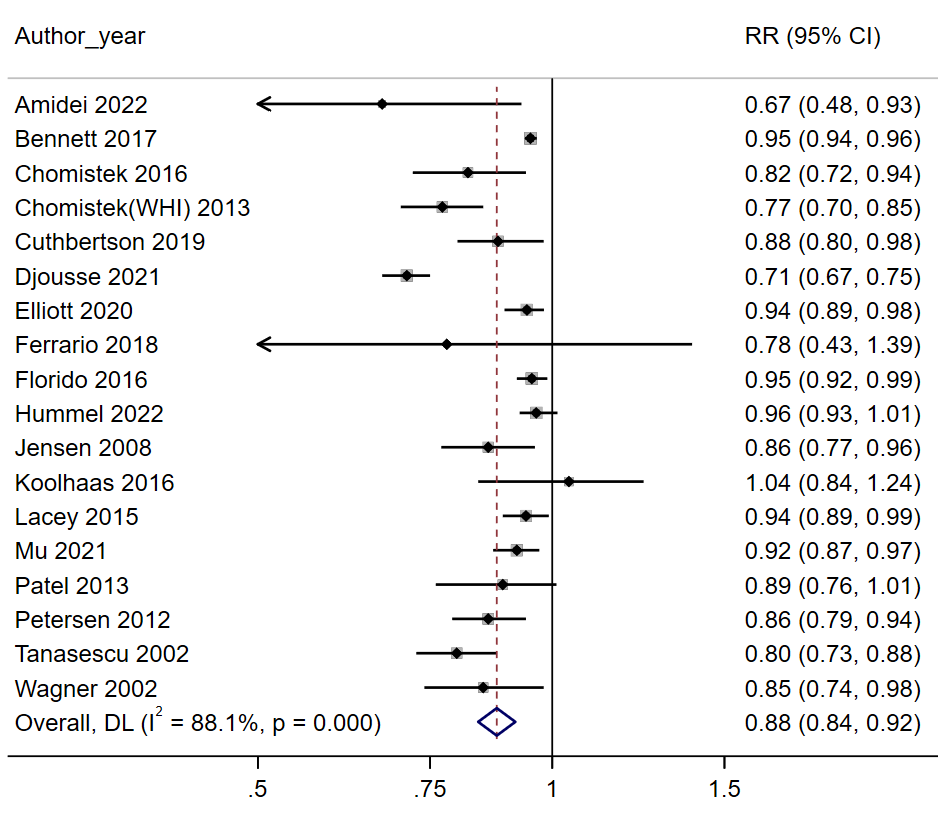 Author_year RR (95% CI)
Amidei 2022 0.67 (0.48, 0.93)
Bennett 2017 0.95 (0.94, 0.96)
Chomistek 2016 0.82 (0.72, 0.94)
Chomistek(WHI) 2013 0.77 (0.70, 0.85)
Cuthbertson 2019 0.88 (0.80, 0.98)
Djousse 2021 0.71 (0.67, 0.75)
Elliott 2020 0.94 (0.89, 0.98)
Ferrario 2018 0.78 (0.43, 1.39)
Florido 2016 0.95 (0.92, 0.99)
Hummel 2022 0.96 (0.93, 1.01)
Jensen 2008 0.86 (0.77, 0.96)
Koolhaas 2016 1.04 (0.84, 1.24)
Lacey 2015 0.94 (0.89, 0.99)
Mu 2021 0.92 (0.87, 0.97)
Patel 2013 0.89 (0.76, 1.01)
Petersen 2012 0.86 (0.79, 0.94)
Tanasescu 2002 0.80 (0.73, 0.88)
Wagner 2002 0.85 (0.74, 0.98)
Overall, DL (I² = 88.1%, p = 0.000) 0.88 (0.84, 0.92)
.5 .75 1 1.5